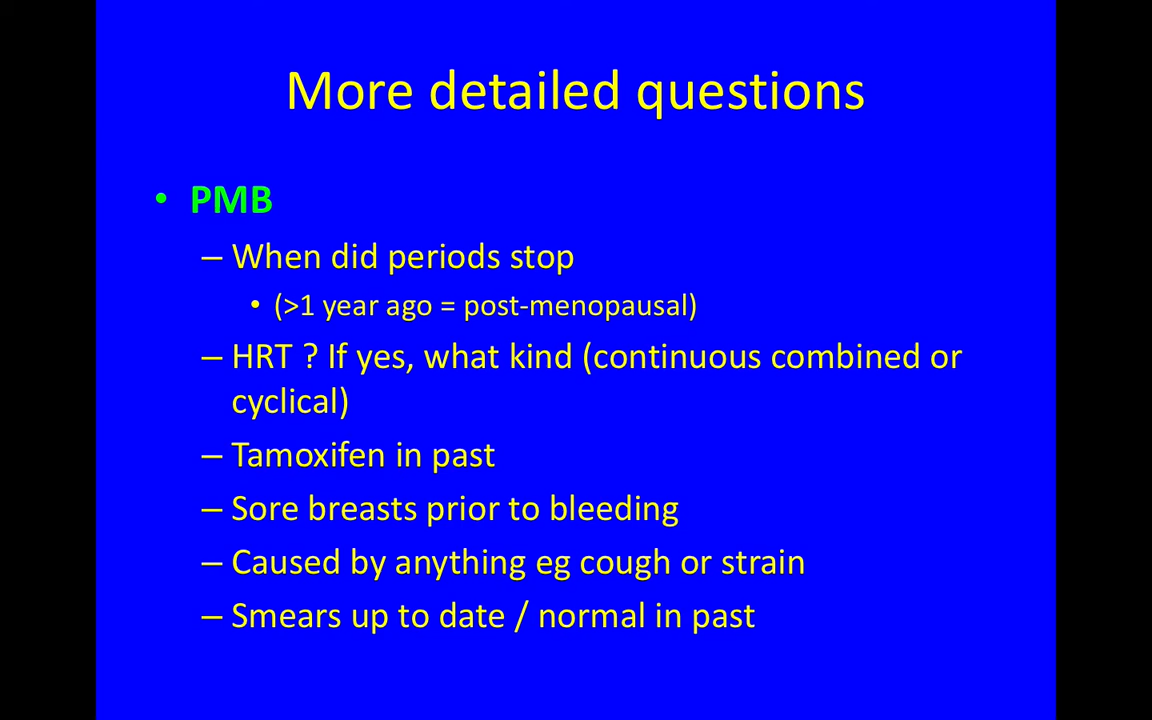 More detailed questions
• PMB
– When did periods stop
• (>1 year ago = post-menopausal)
– HRT ? If yes, what kind (continuous combined or
cyclical)
– Tamoxifen in past
– Sore breasts prior to bleeding
– Caused by anything eg cough or strain
– Smears up to date / normal in past